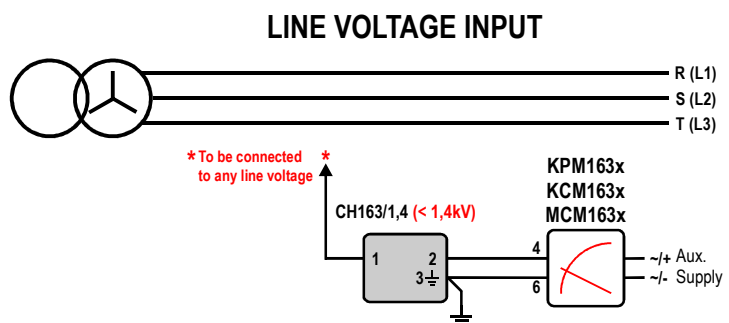 LINE VOLTAGE INPUT
R (L1)
S (L2)
T (L3)
* To be connected *
to any line voltage
KPM163x
KCM163x
MCM163x
CH163/1,4 (< 1,4kV)
1 2 4 ~/+ Aux.
3 6 ~/- Supply